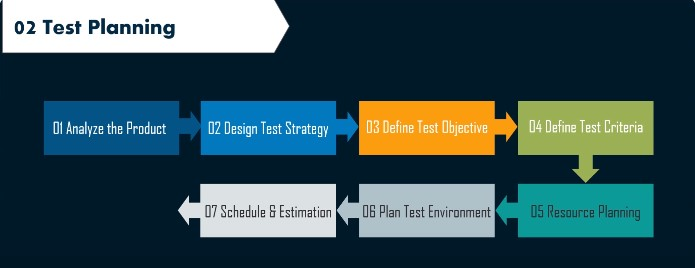 02 Test Planning
01 Analyze the Product
02 Design Test Strategy
03 Define Test Objective
04 Define Test Criteria
05 Resource Planning
06 Plan Test Environment
07 Schedule & Estimation